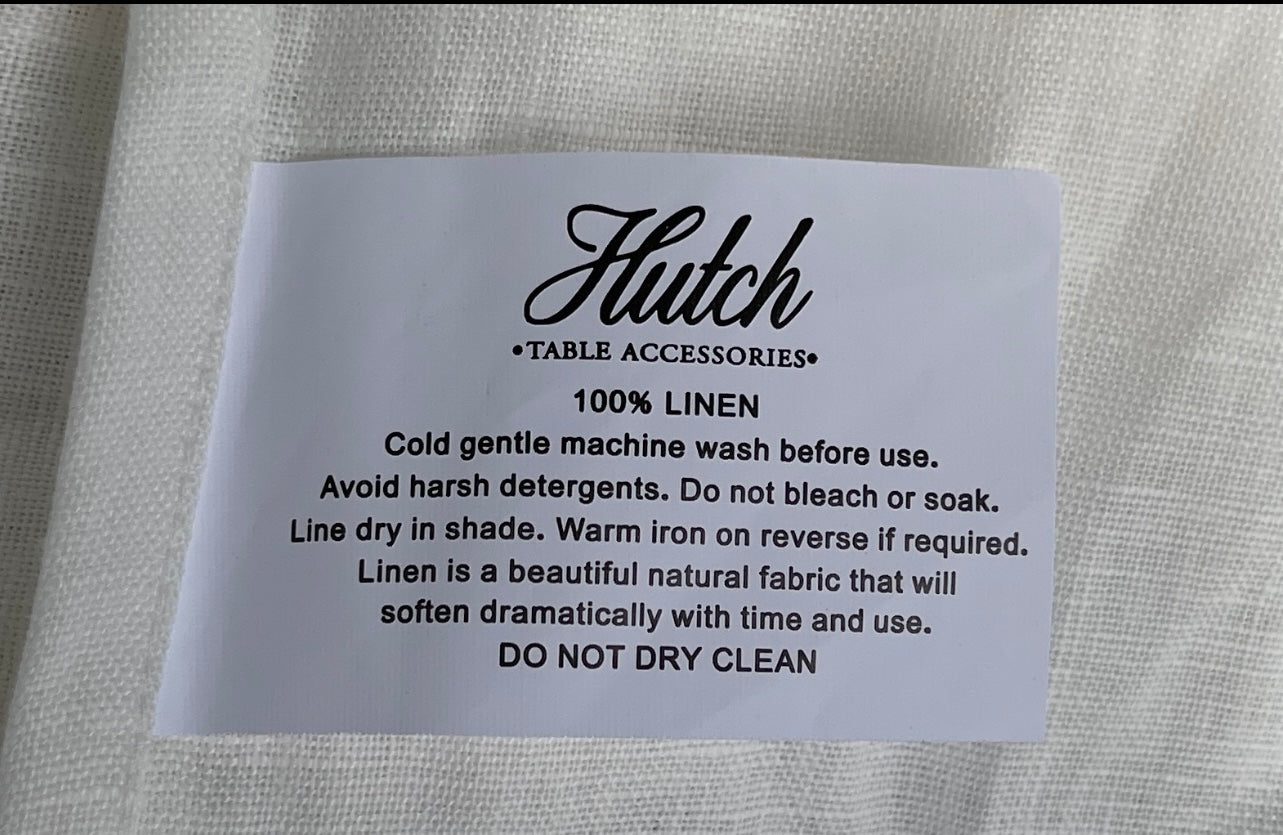 Hutch
•TABLE ACCESSORIES•
100% LINEN
Cold gentle machine wash before use.
Avoid harsh detergents. Do not bleach or soak.
Line dry in shade. Warm iron on reverse if required.
Linen is a beautiful natural fabric that will
soften dramatically with time and use.
DO NOT DRY CLEAN